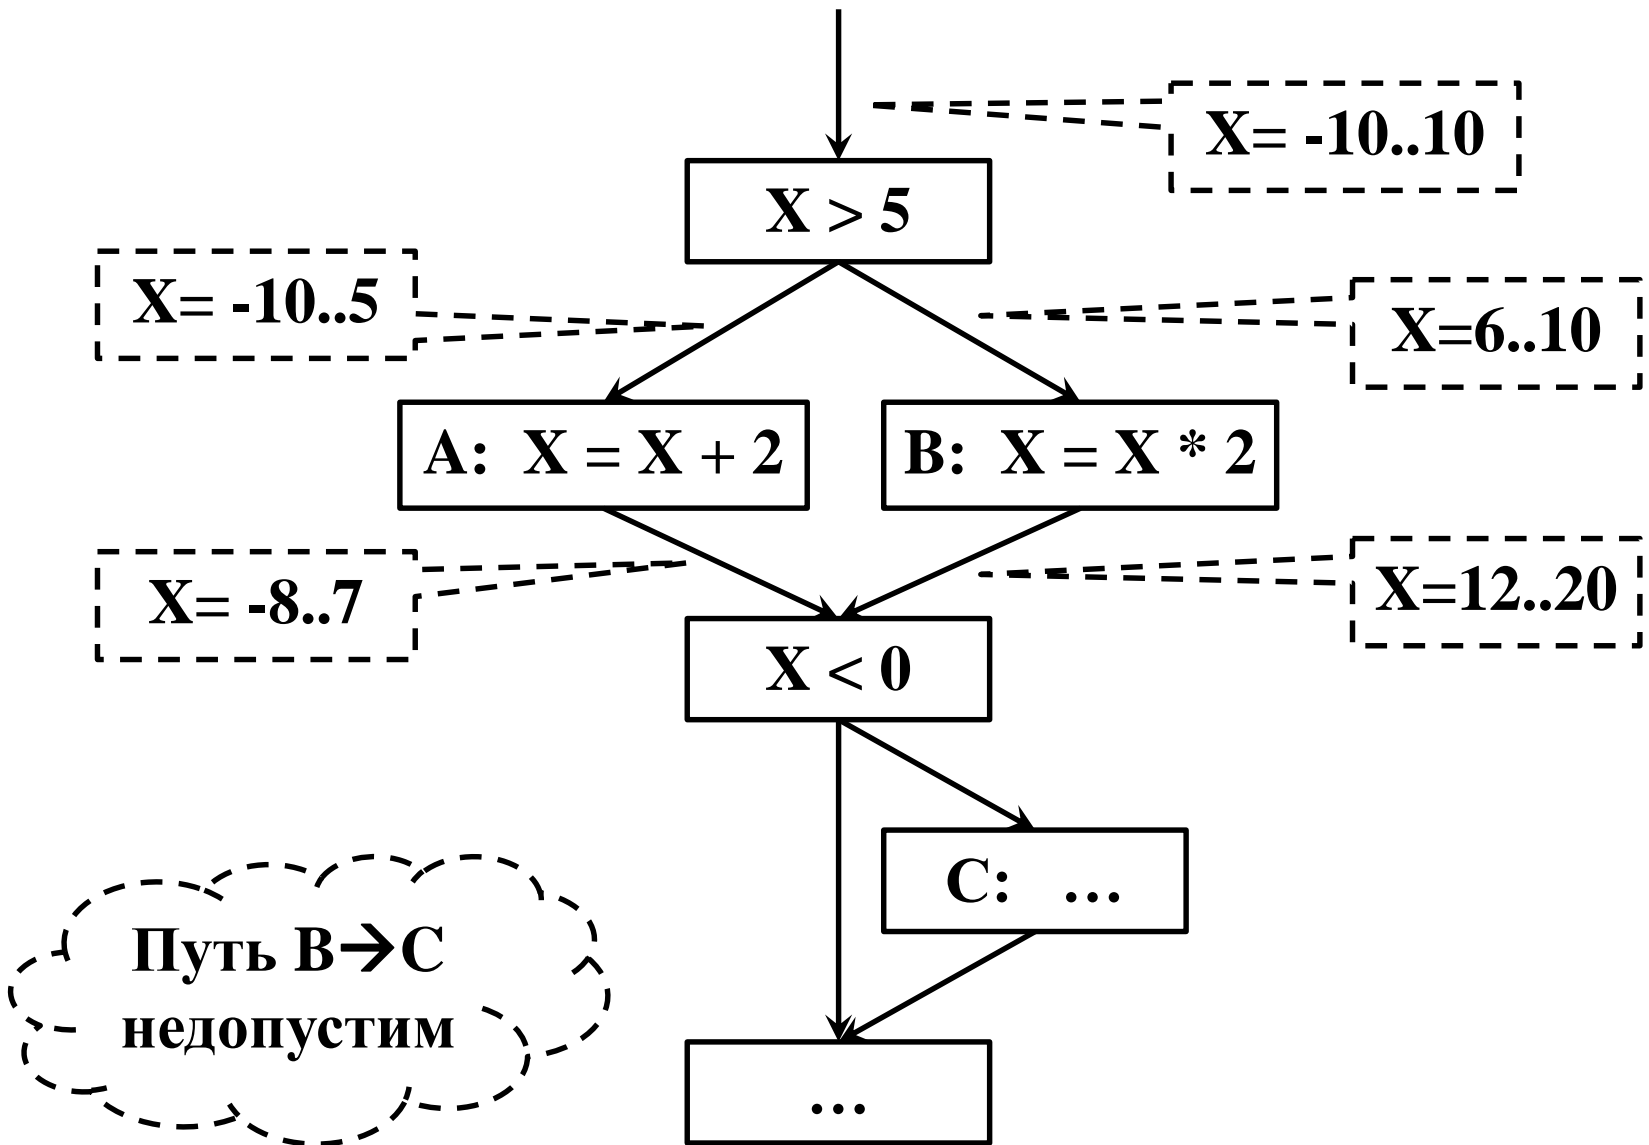 X= -10..10
X > 5
X= -10..5
X=6..10
A: X = X + 2
B: X = X * 2
X= -8..7
X=12..20
X < 0
C: ...
Путь B→C
недопустим
...